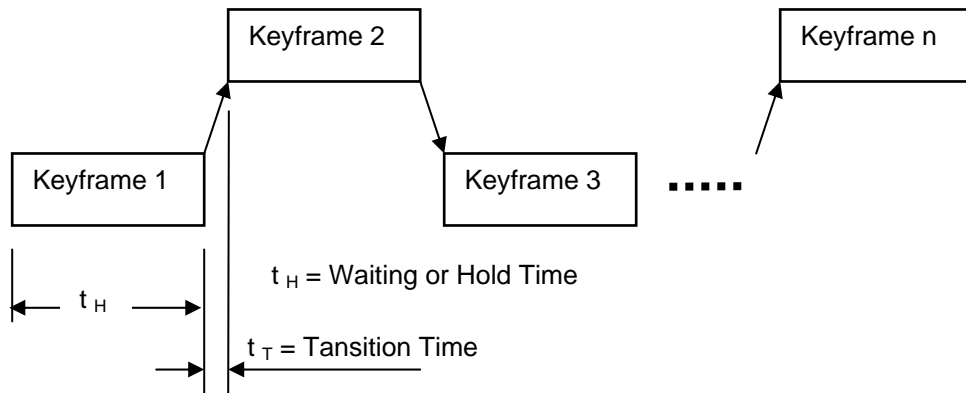 Keyframe 2
Keyframe n
Keyframe 1
Keyframe 3
.....
t H = Waiting or Hold Time
t H
t T = Tansition Time